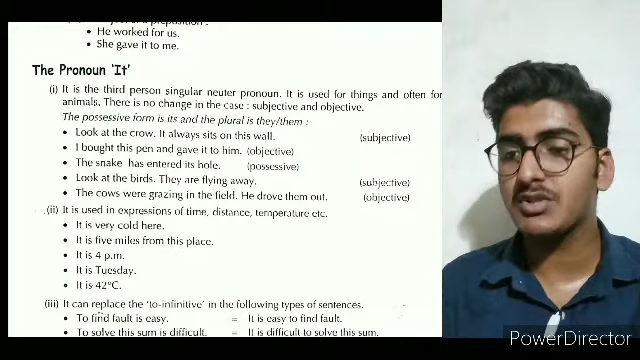 He worked for us.
She gave it to me.
The Pronoun 'It'
(i) It is the third person singular neuter pronoun. It is used for things and often for
animals. There is no change in the case : subjective and objective.
The possessive form is its and the plural is they/them :
• Look at the crow. It always sits on this wall. (subjective)
• I bought this pen and gave it to him. (objective)
• The snake has entered its hole. (possessive)
• Look at the birds. They are flying away. (subjective)
• The cows were grazing in the field. He drove them out. (objective)
(ii) It is used in expressions of time, distance, temperature etc.
• It is very cold here.
• It is five miles from this place.
• It is 4 p.m.
• It is Tuesday.
• It is 42°C.
(iii) It can replace the 'to-infinitive' in the following types of sentences.
• To find fault is easy. = It is easy to find fault.
• To solve this sum is difficult. = It is difficult to solve this sum.
PowerDirector